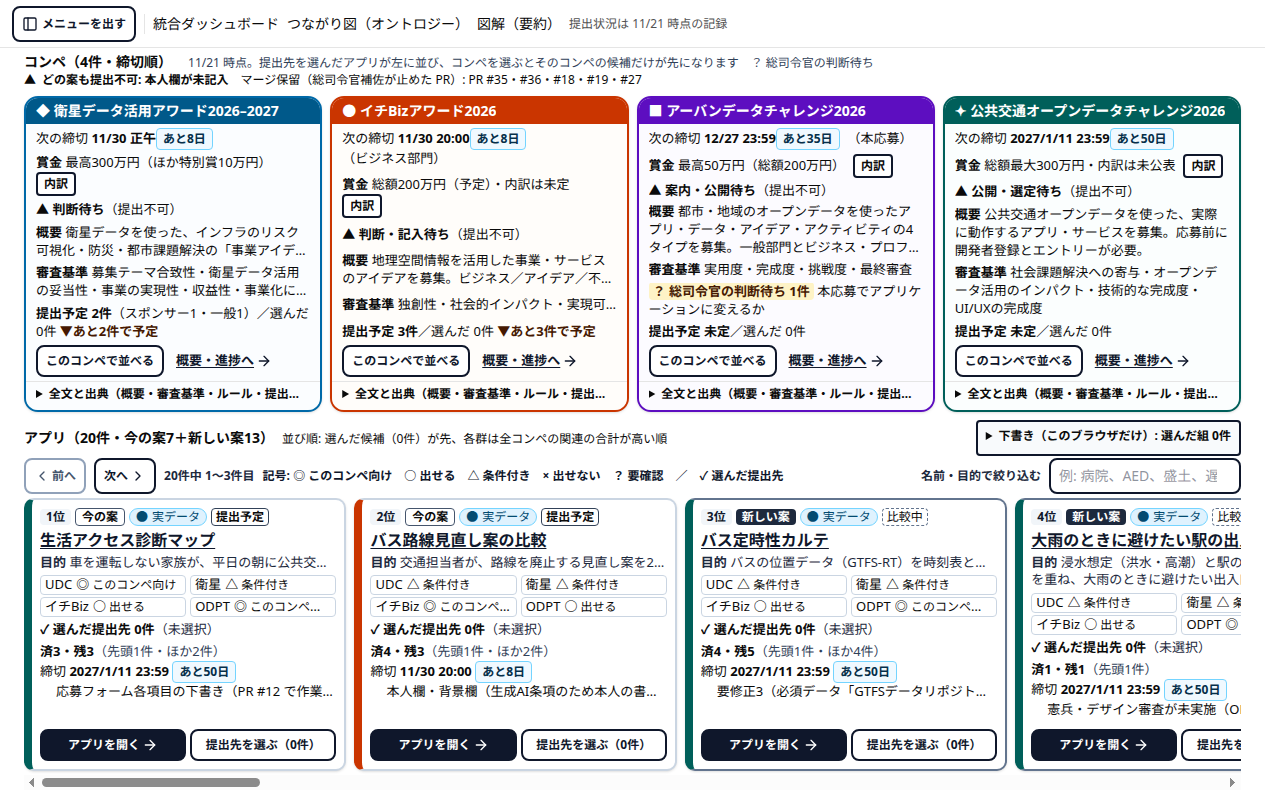 メニューを出す 統合ダッシュボード つながり図（オントロジー） 図解（要約） 提出状況は 11/21 時点の記録
コンペ（4件・締切順） 11/21 時点。提出先を選んだアプリが左に並び、コンペを選ぶとそのコンペの候補だけが先になります ？ 総司令官の判断待ち
▲ どの案も提出不可: 本人欄が未記入 マージ保留（総司令官補佐が止めた PR）: PR #35・#36・#18・#19・#27
◆ 衛星データ活用アワード2026–2027
次の締切 11/30 正午 あと8日
賞金 最高300万円（ほか特別賞10万円）
内訳
▲ 判断待ち（提出不可）
概要 衛星データを使った、インフラのリスク
可視化・防災・都市課題解決の「事業アイデ…
審査基準 募集テーマ合致性・衛星データ活用
の妥当性・事業の実現性・収益性・事業化に…
提出予定 2件（スポンサー1・一般1）／選んだ
0件 ▼あと2件で予定
このコンペで並べる 概要・進捗へ →
▶ 全文と出典（概要・審査基準・ルール・提出…
● イチBizアワード2026
次の締切 11/30 20:00 あと8日
（ビジネス部門）
賞金 総額200万円（予定）・内訳は未定
内訳
▲ 判断・記入待ち（提出不可）
概要 地理空間情報を活用した事業・サービス
のアイデアを募集。ビジネス／アイデア／不…
審査基準 独創性・社会的インパクト・実現可…
提出予定 3件／選んだ 0件 ▼あと3件で予定
このコンペで並べる 概要・進捗へ →
▶ 全文と出典（概要・審査基準・ルール・提出…
■ アーバンデータチャレンジ2026
次の締切 12/27 23:59 あと35日 （本応募）
賞金 最高50万円（総額200万円） 内訳
▲ 案内・公開待ち（提出不可）
概要 都市・地域のオープンデータを使ったア
プリ・データ・アイデア・アクティビティの4
タイプを募集。一般部門とビジネス・プロフ…
審査基準 実用度・完成度・挑戦度・最終審査
？ 総司令官の判断待ち 1件 本応募でアプリケ
ーションに変えるか
提出予定 未定／選んだ 0件
このコンペで並べる 概要・進捗へ →
▶ 全文と出典（概要・審査基準・ルール・提出…
✦ 公共交通オープンデータチャレンジ2026
次の締切 2027/1/11 23:59 あと50日
賞金 総額最大300万円・内訳は未公表 内訳
▲ 公開・選定待ち（提出不可）
概要 公共交通オープンデータを使った、実際
に動作するアプリ・サービスを募集。応募前に
開発者登録とエントリーが必要。
審査基準 社会課題解決への寄与・オープンデ
ータ活用のインパクト・技術的な完成度・
UI/UXの完成度
提出予定 未定／選んだ 0件
このコンペで並べる 概要・進捗へ →
▶ 全文と出典（概要・審査基準・ルール・提出…
アプリ（20件・今の案7＋新しい案13） 並び順: 選んだ候補（0件）が先、各群は全コンペの関連の合計が高い順 ▶ 下書き（このブラウザだけ）: 選んだ組 0件
＜ 前へ 次へ ＞ 20件中 1〜3件目 記号: ◎ このコンペ向け ○ 出せる △ 条件付き × 出せない ？ 要確認 ／ ✓ 選んだ提出先 名前・目的で絞り込む 例: 病院、AED、盛土、遅
1位 今の案 ● 実データ 提出予定
生活アクセス診断マップ
目的 車を運転しない家族が、平日の朝に公共交…
UDC ◎ このコンペ向け 衛星 △ 条件付き
イチBiz ○ 出せる ODPT ◎ このコンペ…
✓ 選んだ提出先 0件（未選択）
済3・残3（先頭1件・ほか2件）
締切 2027/1/11 23:59 あと50日
応募フォーム各項目の下書き（PR #12 で作業…
アプリを開く → 提出先を選ぶ（0件）
2位 今の案 ● 実データ 提出予定
バス路線見直し案の比較
目的 交通担当者が、路線を廃止する見直し案を2…
UDC △ 条件付き 衛星 △ 条件付き
イチBiz ◎ このコンペ… ODPT ○ 出せる
✓ 選んだ提出先 0件（未選択）
済4・残3（先頭1件・ほか2件）
締切 11/30 20:00 あと8日
本人欄・背景欄（生成AI条項のため本人の書…
アプリを開く → 提出先を選ぶ（0件）
3位 新しい案 ● 実データ 比較中
バス定時性カルテ
目的 バスの位置データ（GTFS-RT）を時刻表と…
UDC △ 条件付き 衛星 △ 条件付き
イチBiz ○ 出せる ODPT ◎ このコンペ…
✓ 選んだ提出先 0件（未選択）
済4・残5（先頭1件・ほか4件）
締切 2027/1/11 23:59 あと50日
要修正3（必須データ「GTFSデータリポジト…
アプリを開く → 提出先を選ぶ（0件）
4位 新しい案 ● 実データ 比較
大雨のときに避けたい駅の出
目的 浸水想定（洪水・高潮）と駅の
を重ね、大雨のときに避けたい出入
UDC △ 条件付き 衛星 △
イチBiz ○ 出せる ODPT ◎
✓ 選んだ提出先 0件（未選択）
済1・残1（先頭1件）
締切 2027/1/11 23:59 あと50日
憲兵・デザイン審査が未実施（O
アプリを開く → 提出先